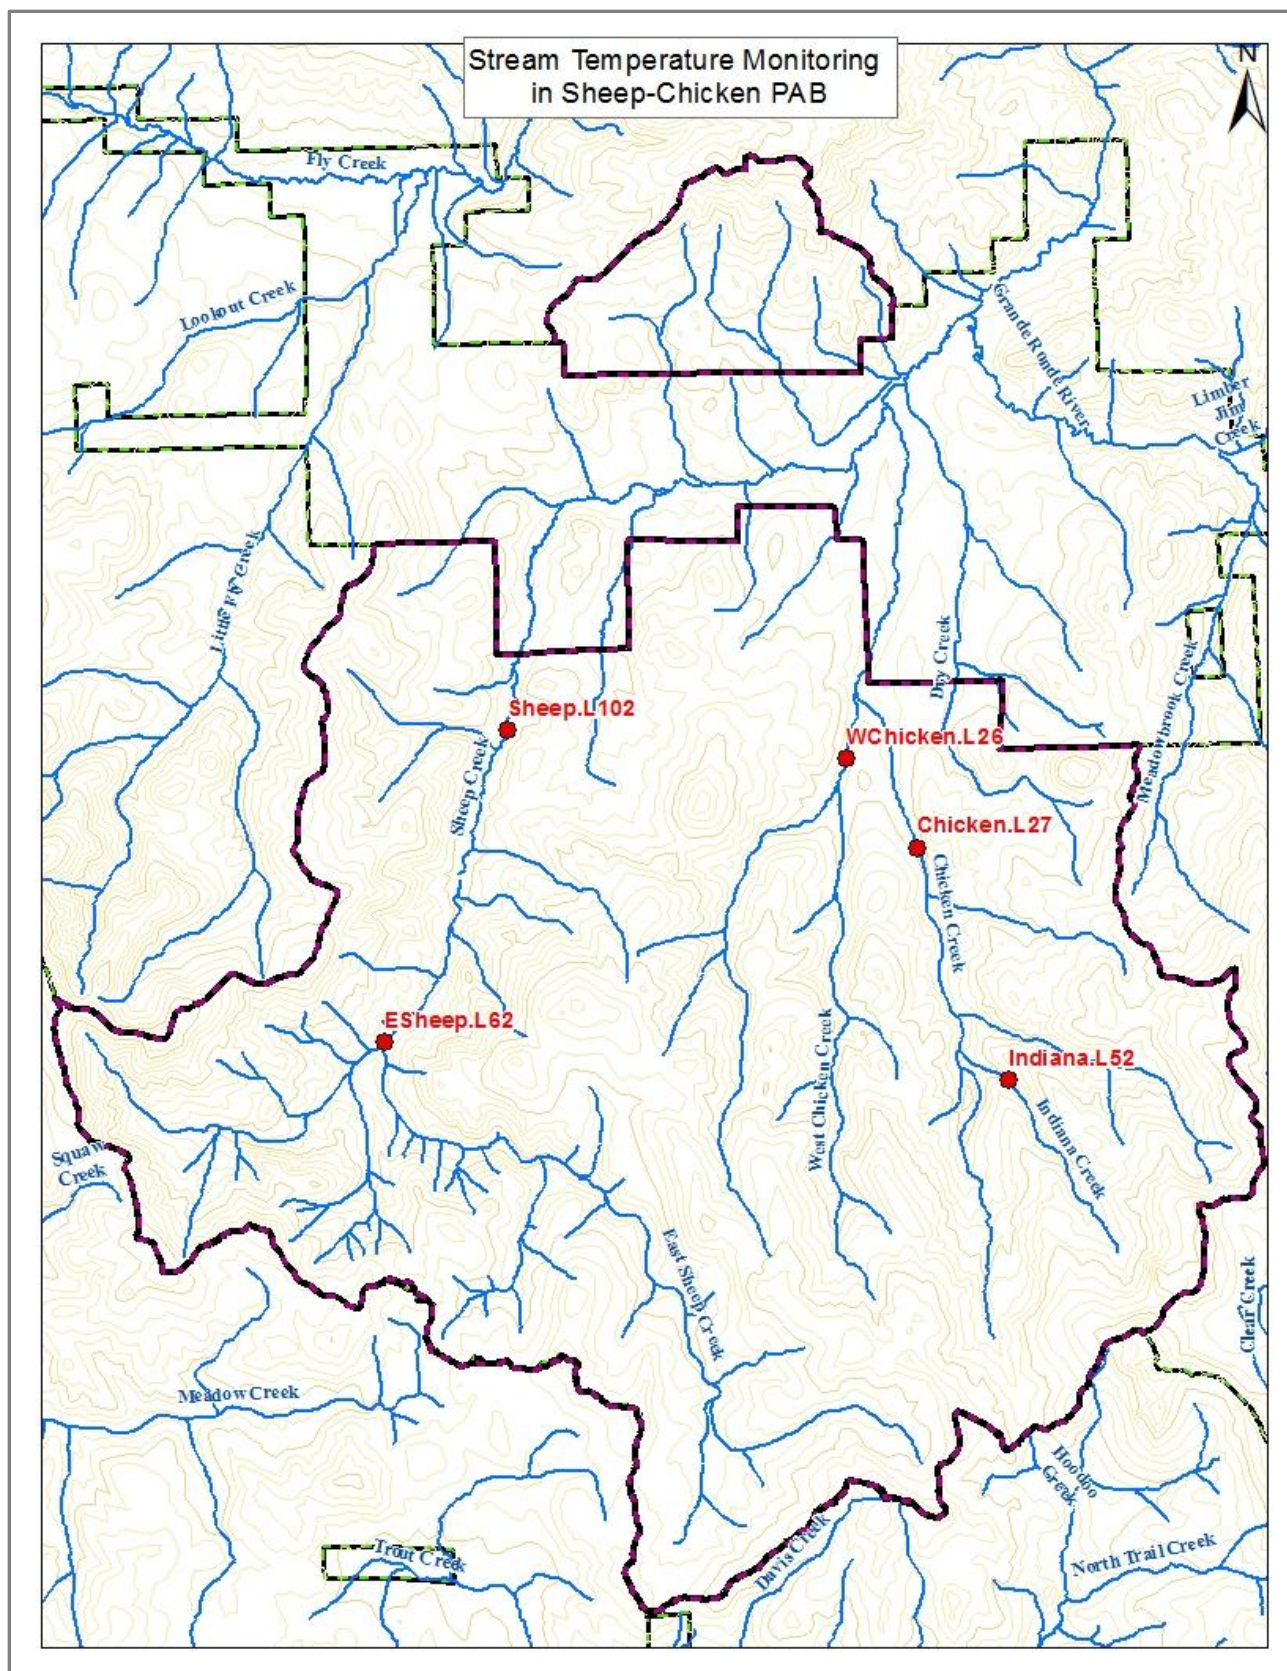 Stream Temperature Monitoring
in Sheep-Chicken PAB
N
Fly Creek
Lookout Creek
Grande Ronde River
Limber
Jim
Creek
Little Fly Creek
Dry Creek
Meadowbrook Creek
Sheep.L102
WChicken.L26
Sheep Creek
Chicken.L27
Chicken Creek
ESheep.L62
West Chicken Creek
Indiana.L52
Indiana Creek
Squaw
Creek
East Sheep Creek
Clear Creek
Meadow Creek
Hoodoo
Creek
Trout Creek
Davis Creek
North Trail Creek